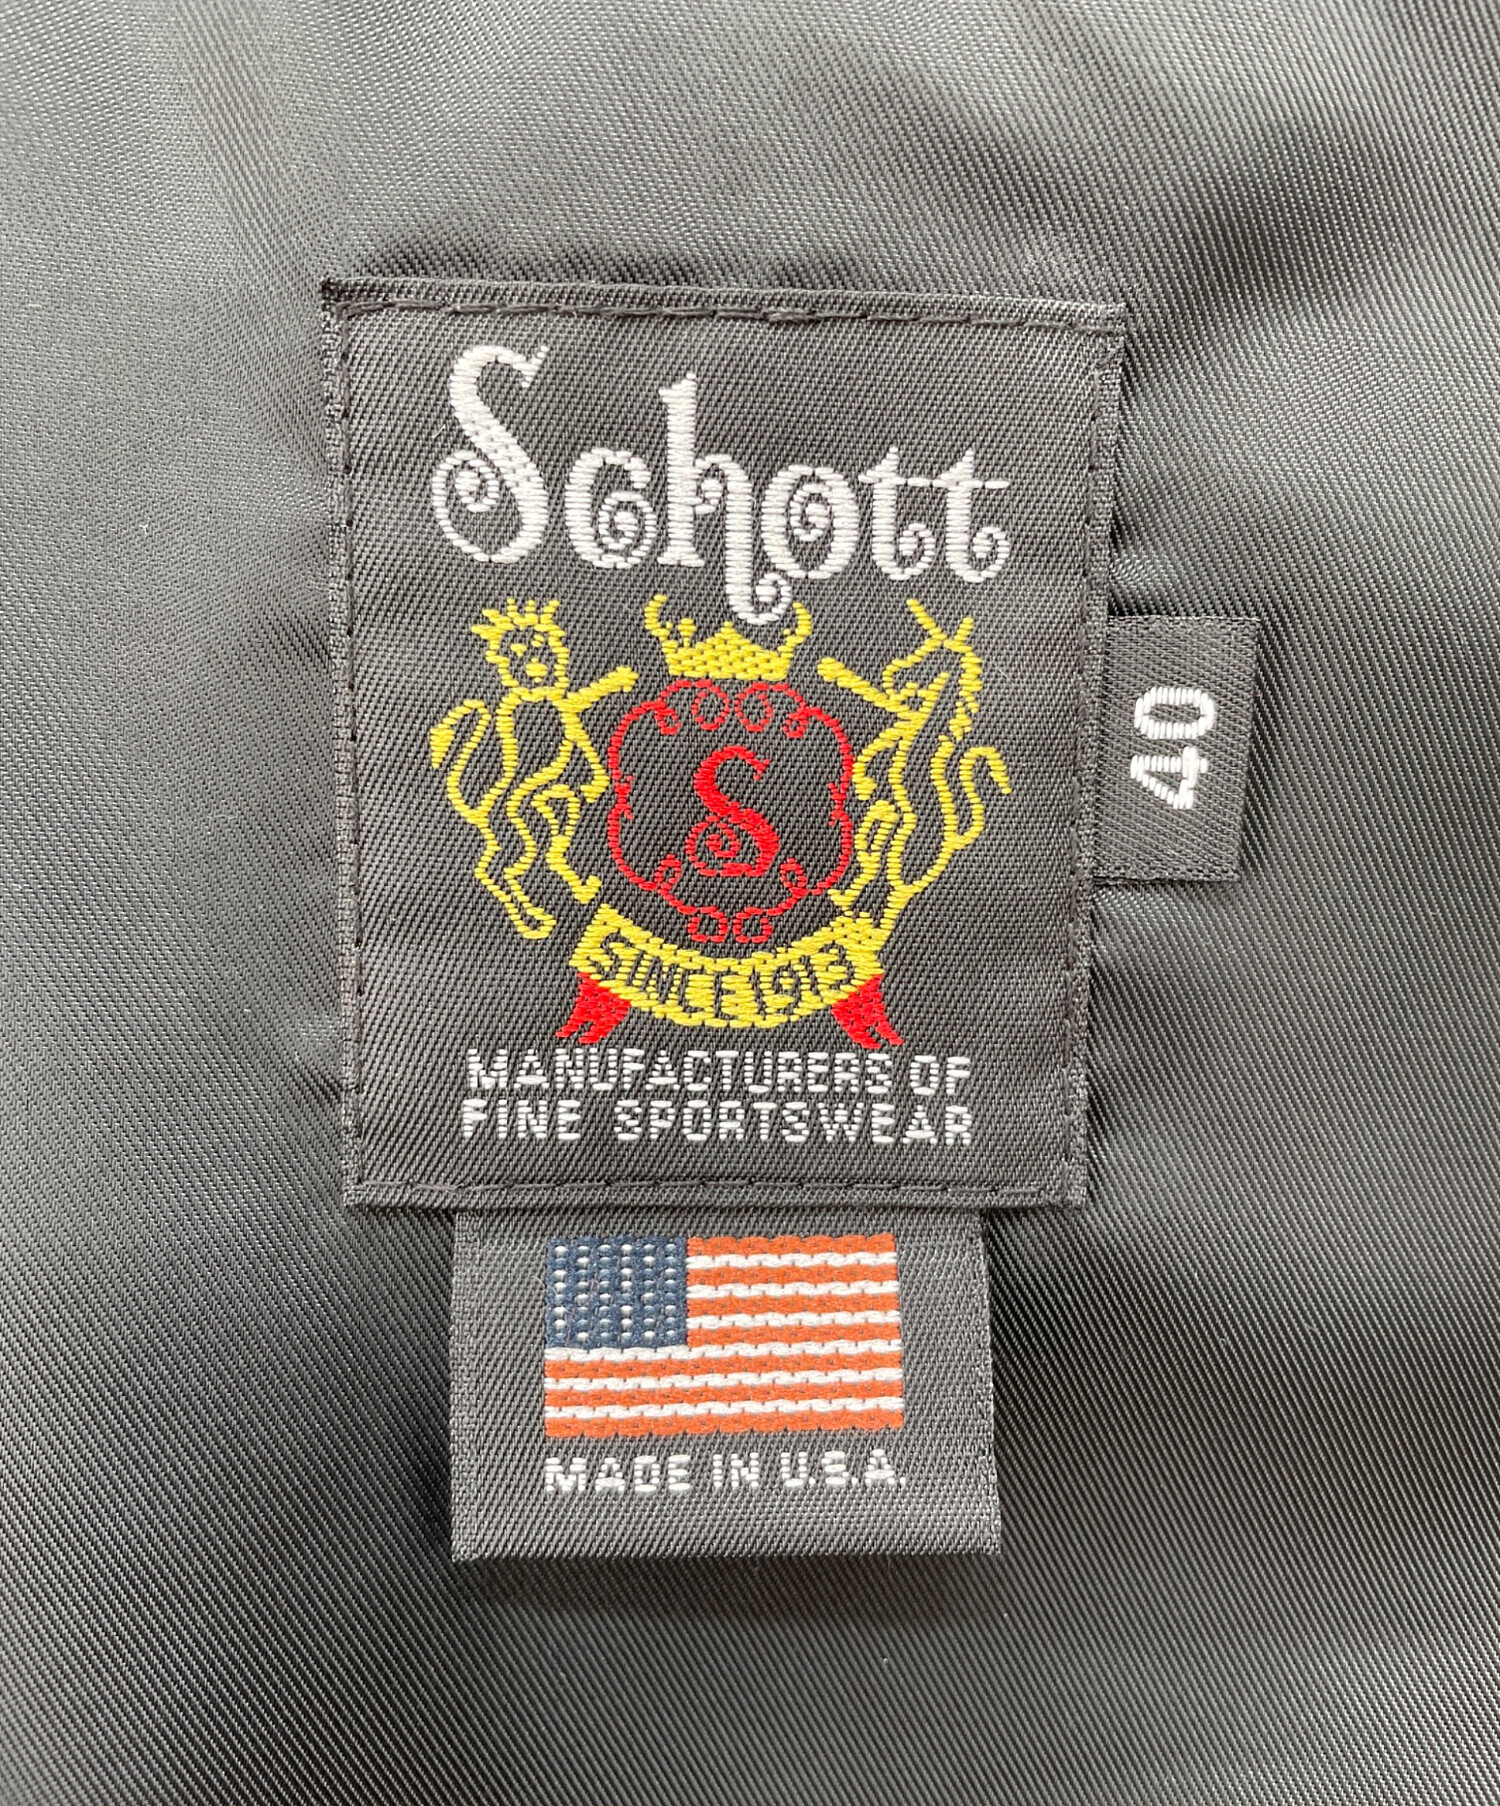 Schott
S
SINCE 1913
MANUFACTURERS OF
FINE SPORTSWEAR
40
MADE IN U.S.A.